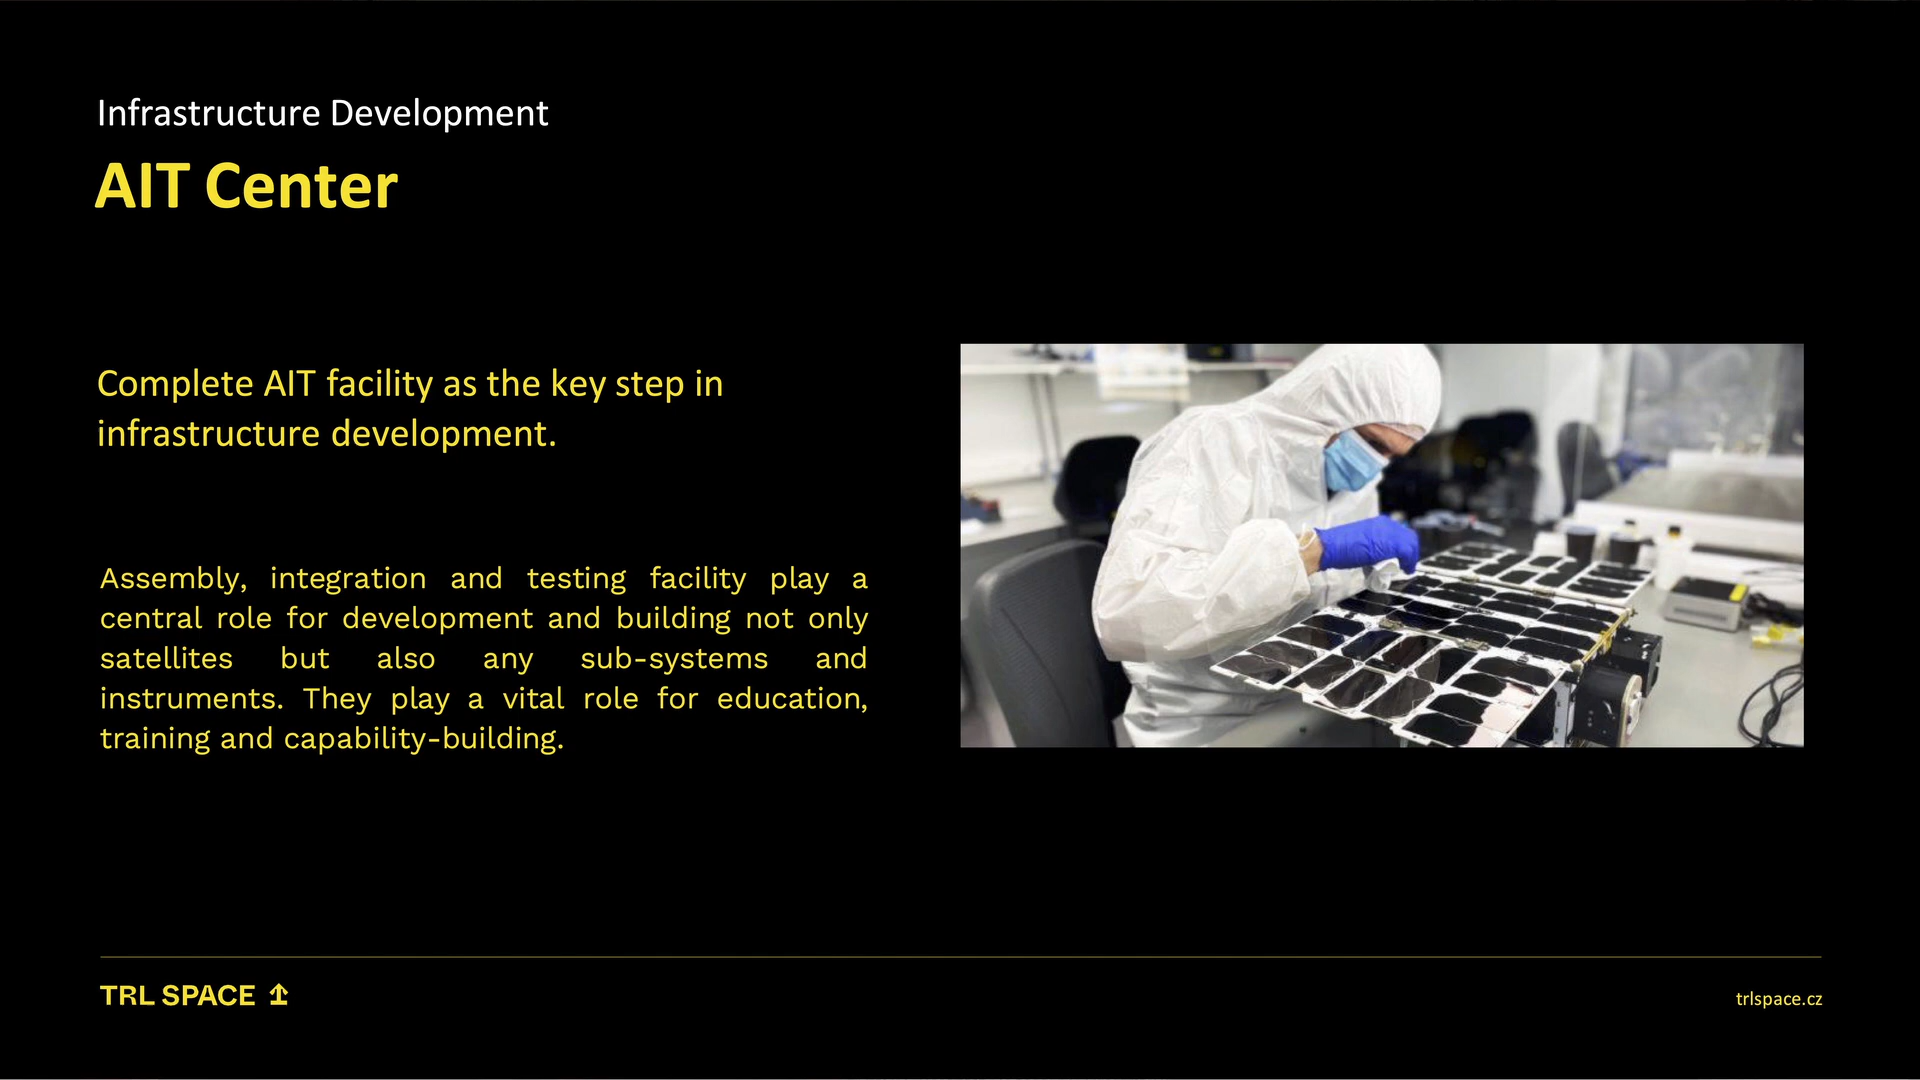 Infrastructure Development
AIT Center
Complete AIT facility as the key step in
infrastructure development.
Assembly, integration and testing facility play a
central role for development and building not only
satellites but also any sub-systems and
instruments. They play a vital role for education,
training and capability-building.
TRL SPACE
trlspace.cz